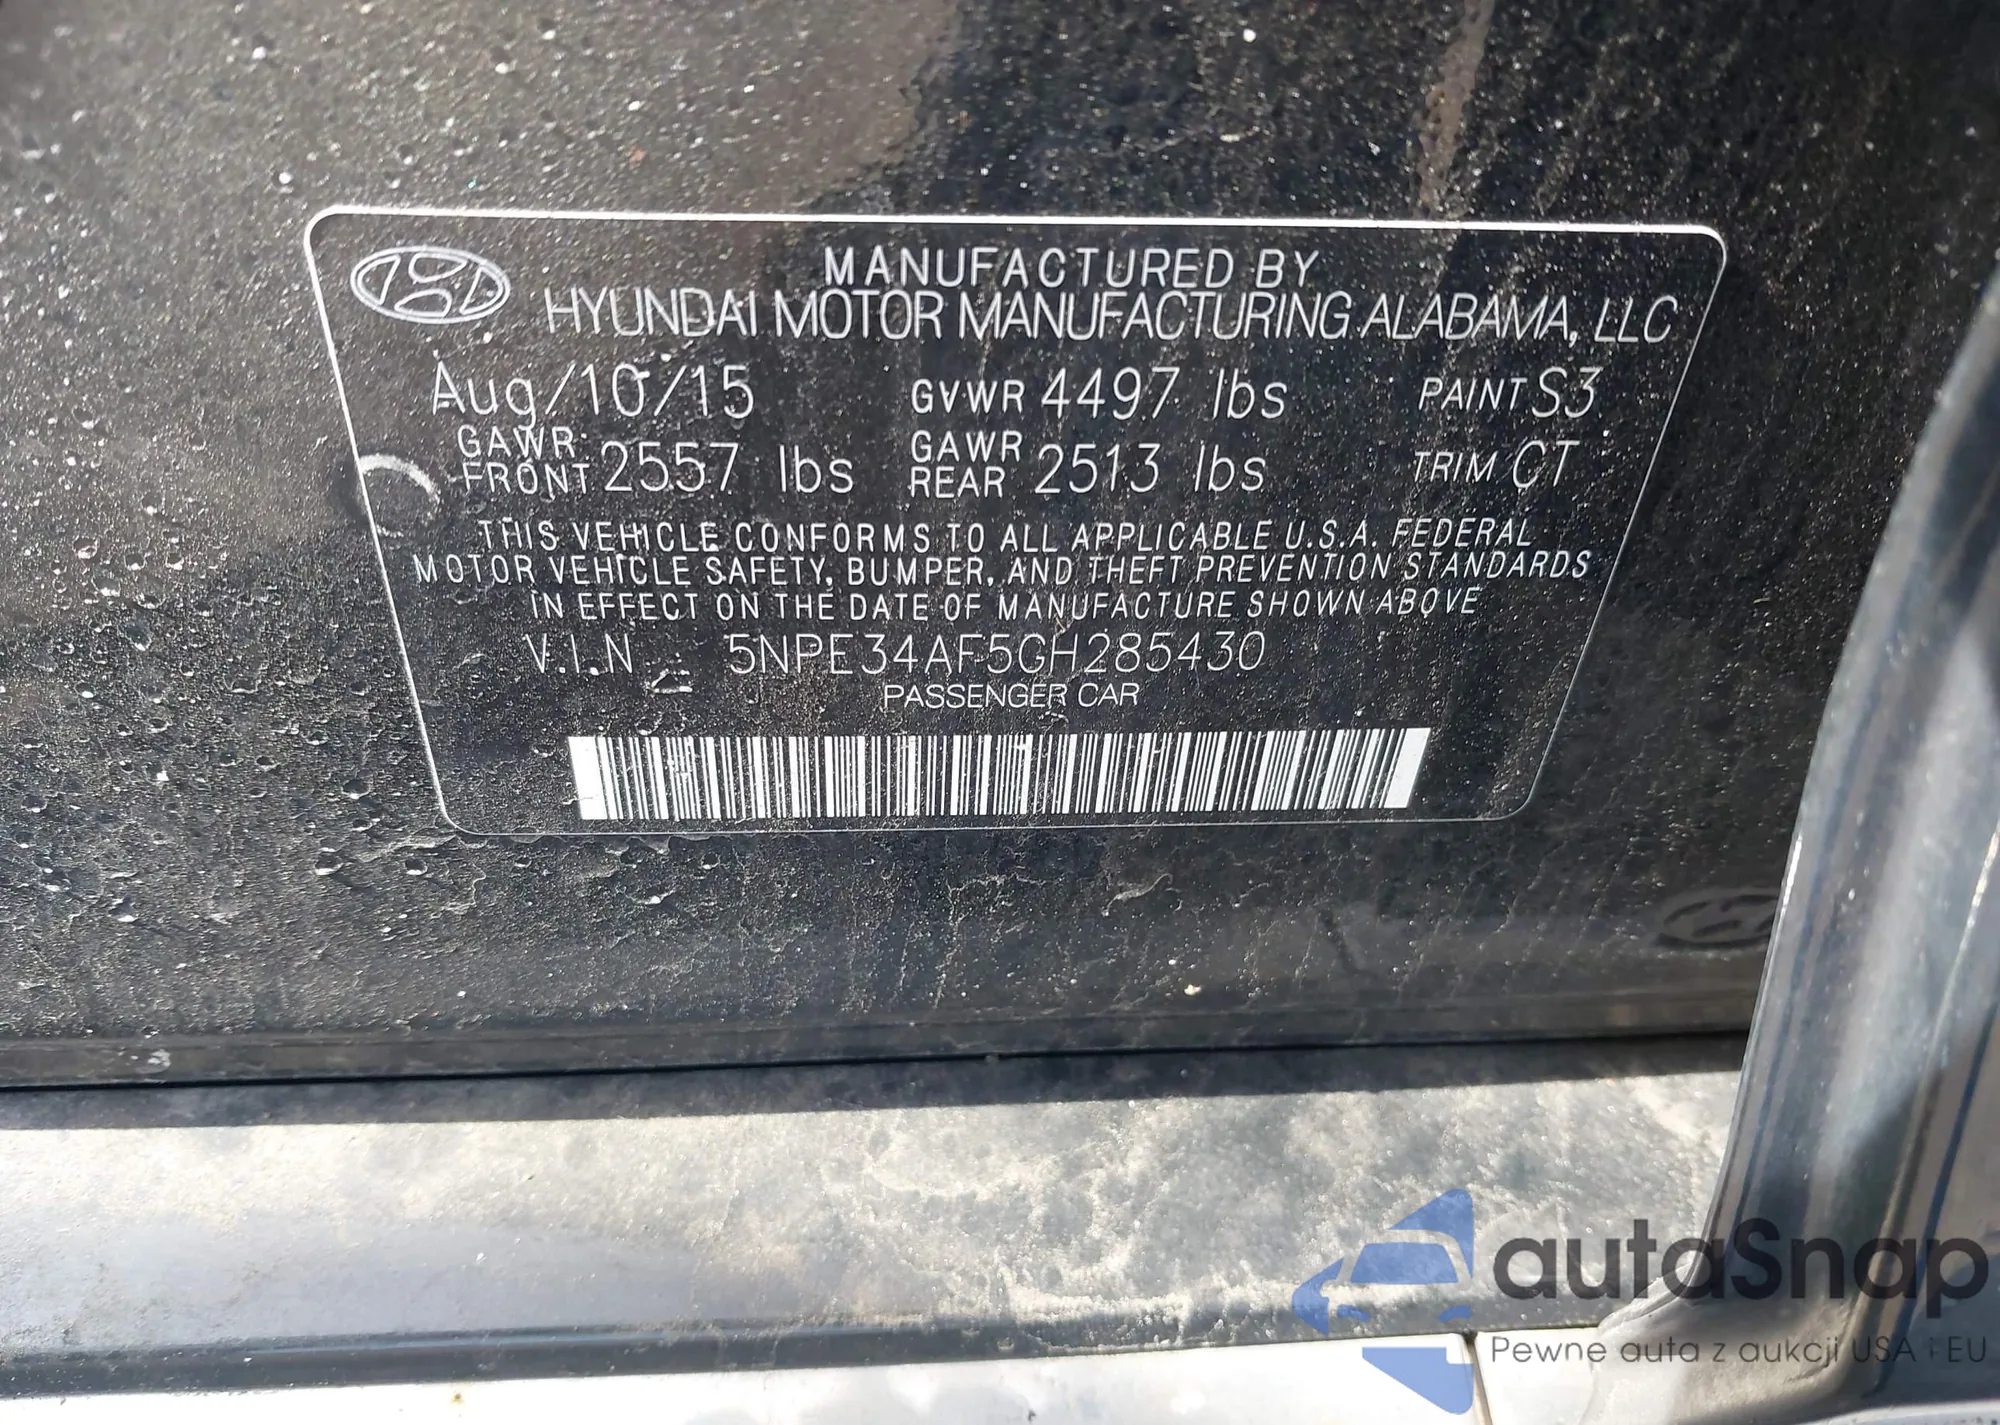 MANUFACTURED BY
HYUNDAI MOTOR MANUFACTURING ALABAMA, LLC
Aug/10/15 GVWR 4497 lbs PAINT S3
GAWR FRONT 2557 lbs GAWR REAR 2513 lbs TRIM CT
THIS VEHICLE CONFORMS TO ALL APPLICABLE U.S.A. FEDERAL
MOTOR VEHICLE SAFETY, BUMPER, AND THEFT PREVENTION STANDARDS
IN EFFECT ON THE DATE OF MANUFACTURE SHOWN ABOVE
V.I.N 5NPE34AF5GH285430
PASSENGER CAR
autaSnap
Pewne auta z aukcji USA i EU